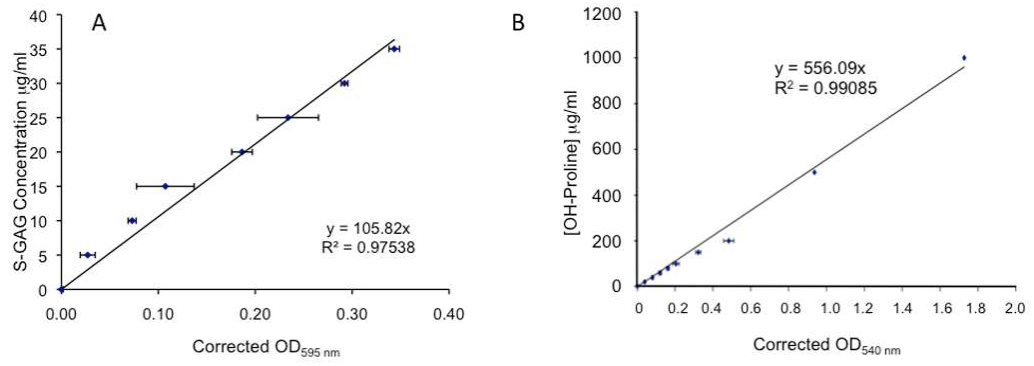 A
S-GAG Concentration µg/ml
40
35
30
25
20
15
10
5
0
0.00 0.10 0.20 0.30 0.40
y = 105.82x
R² = 0.97538
Corrected OD595 nm
B
[OH-Proline] µg/ml
1200
1000
800
600
400
200
0
0 0.2 0.4 0.6 0.8 1.0 1.2 1.4 1.6 1.8 2.0
y = 556.09x
R² = 0.99085
Corrected OD540 nm